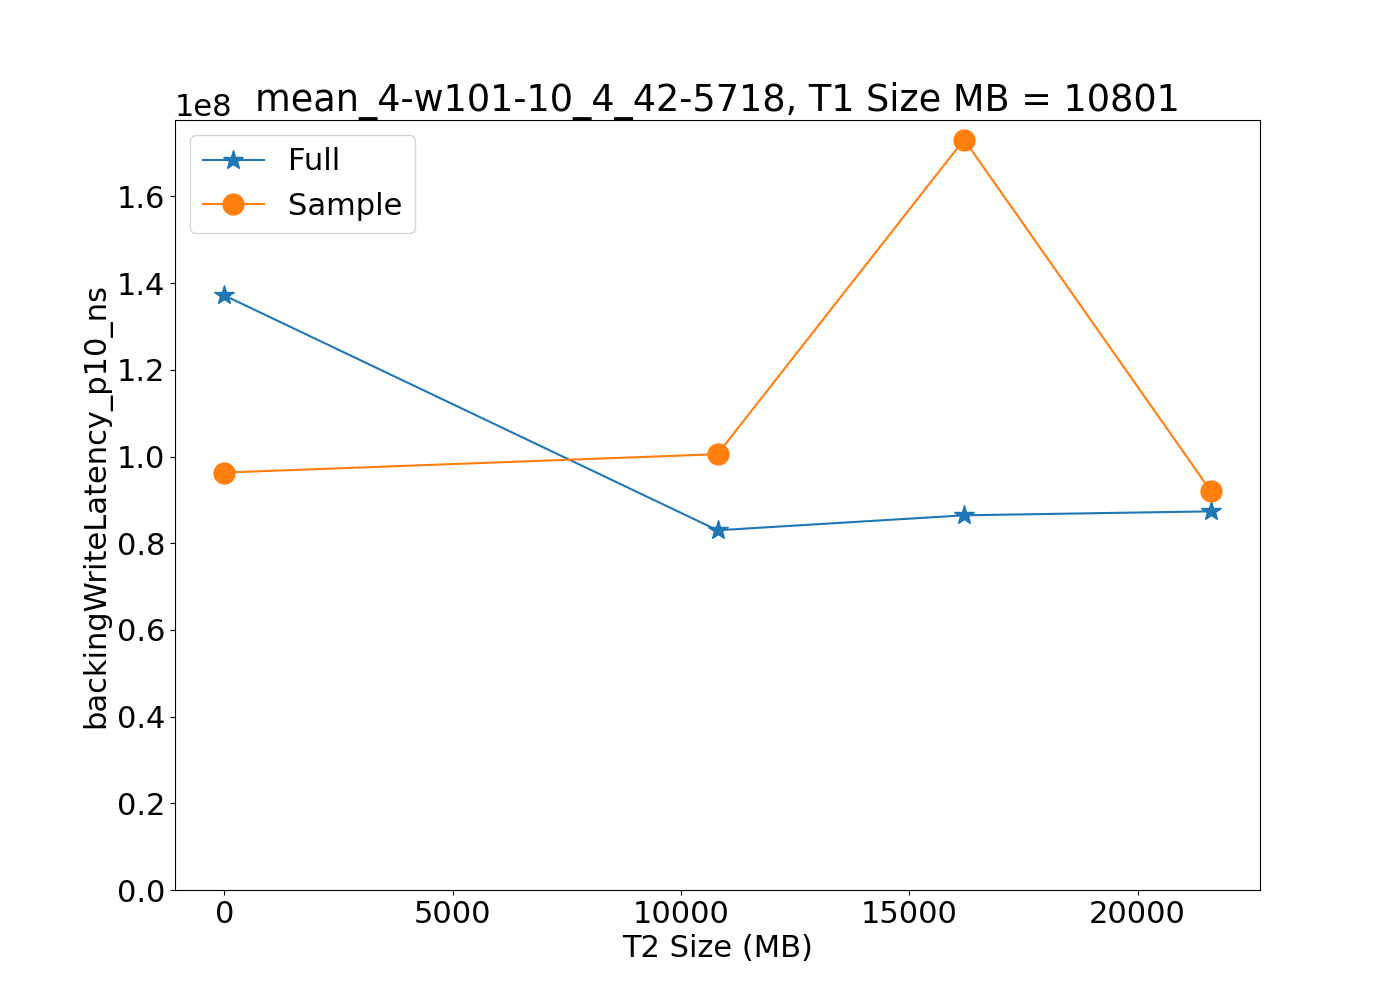 1e8
mean_4-w101-10_4_42-5718, T1 Size MB = 10801
Full
Sample
backingWriteLatency_p10_ns
1.6
1.4
1.2
1.0
0.8
0.6
0.4
0.2
0.0
0 5000 10000 15000 20000
T2 Size (MB)